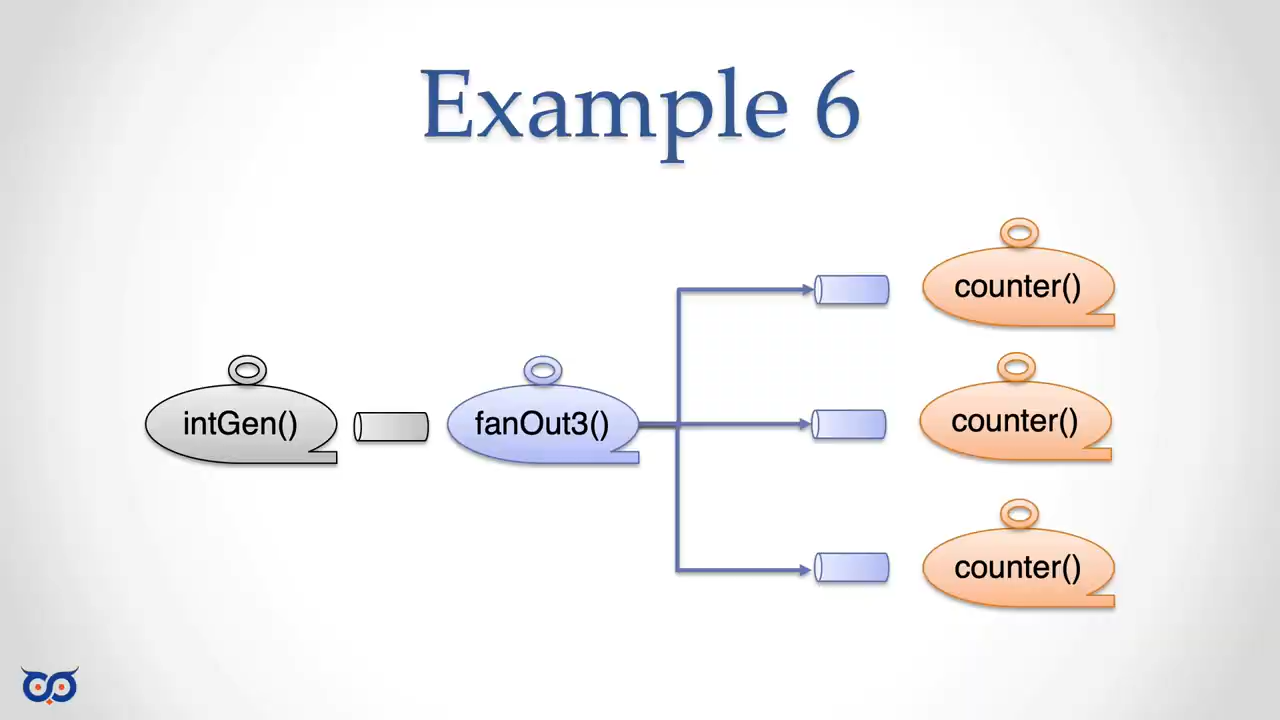 Example 6
counter()
intGen()
fanOut3()
counter()
counter()